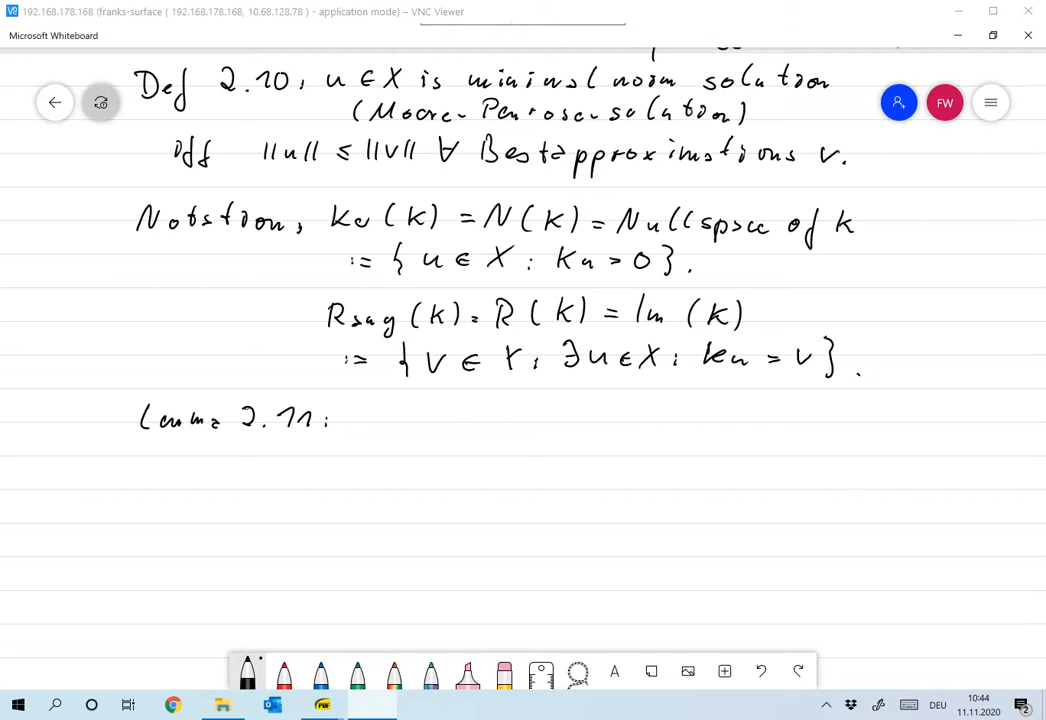 192.168.178.168 (franks-surface ( 192.168.178.168, 10.68.128.78 ) - application mode) – VNC Viewer
Microsoft Whiteboard
Def 2.10: u ∈ X is minimal norm solution
(Moore-Penrose-solution)
iff ||u|| ≤ ||v|| ∀ Bestapproximations v.
FW
Notation: Ker (K) = N(K) = Nullspace of K
:= { u ∈ X : Ku = 0 }.
Rang (K) = R(K) = Im (K)
:= { v ∈ Y : ∃ u ∈ X : Ku = v }.
Lemma 2.11:
A
DEU
10:44
11.11.2020
2